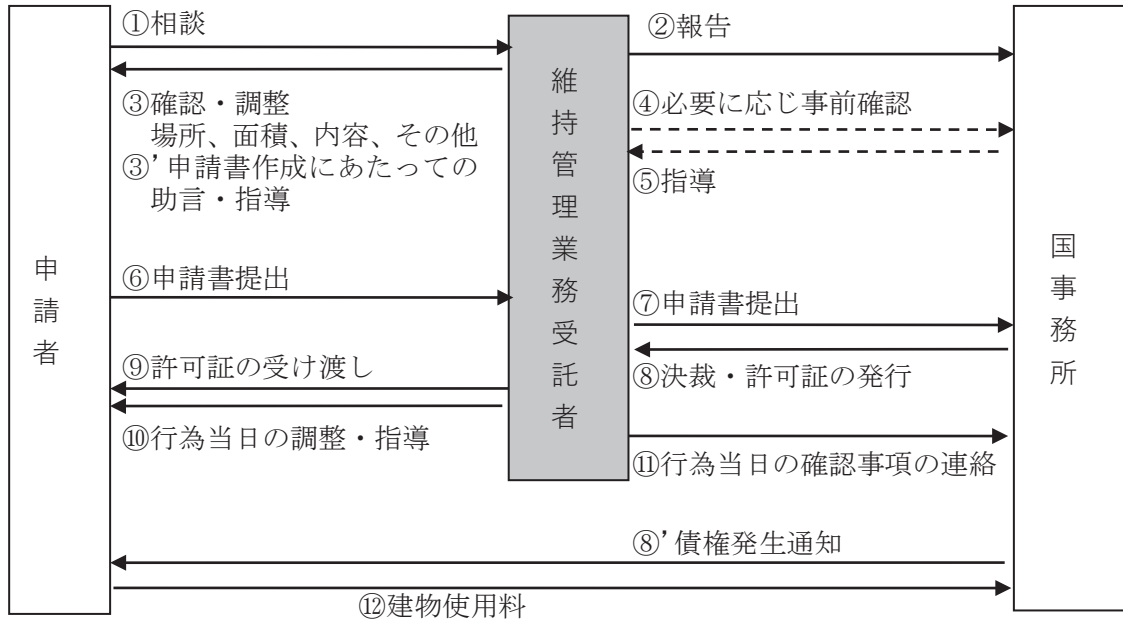 ①相談
②報告
③確認・調整
場所、面積、内容、その他
③’申請書作成にあたっての
助言・指導
④必要に応じ事前確認
⑤指導
申請者
維持管理業務受託者
国事務所
⑥申請書提出
⑦申請書提出
⑧決裁・許可証の発行
⑨許可証の受け渡し
⑩行為当日の調整・指導
⑪行為当日の確認事項の連絡
⑧’債権発生通知
⑫建物使用料